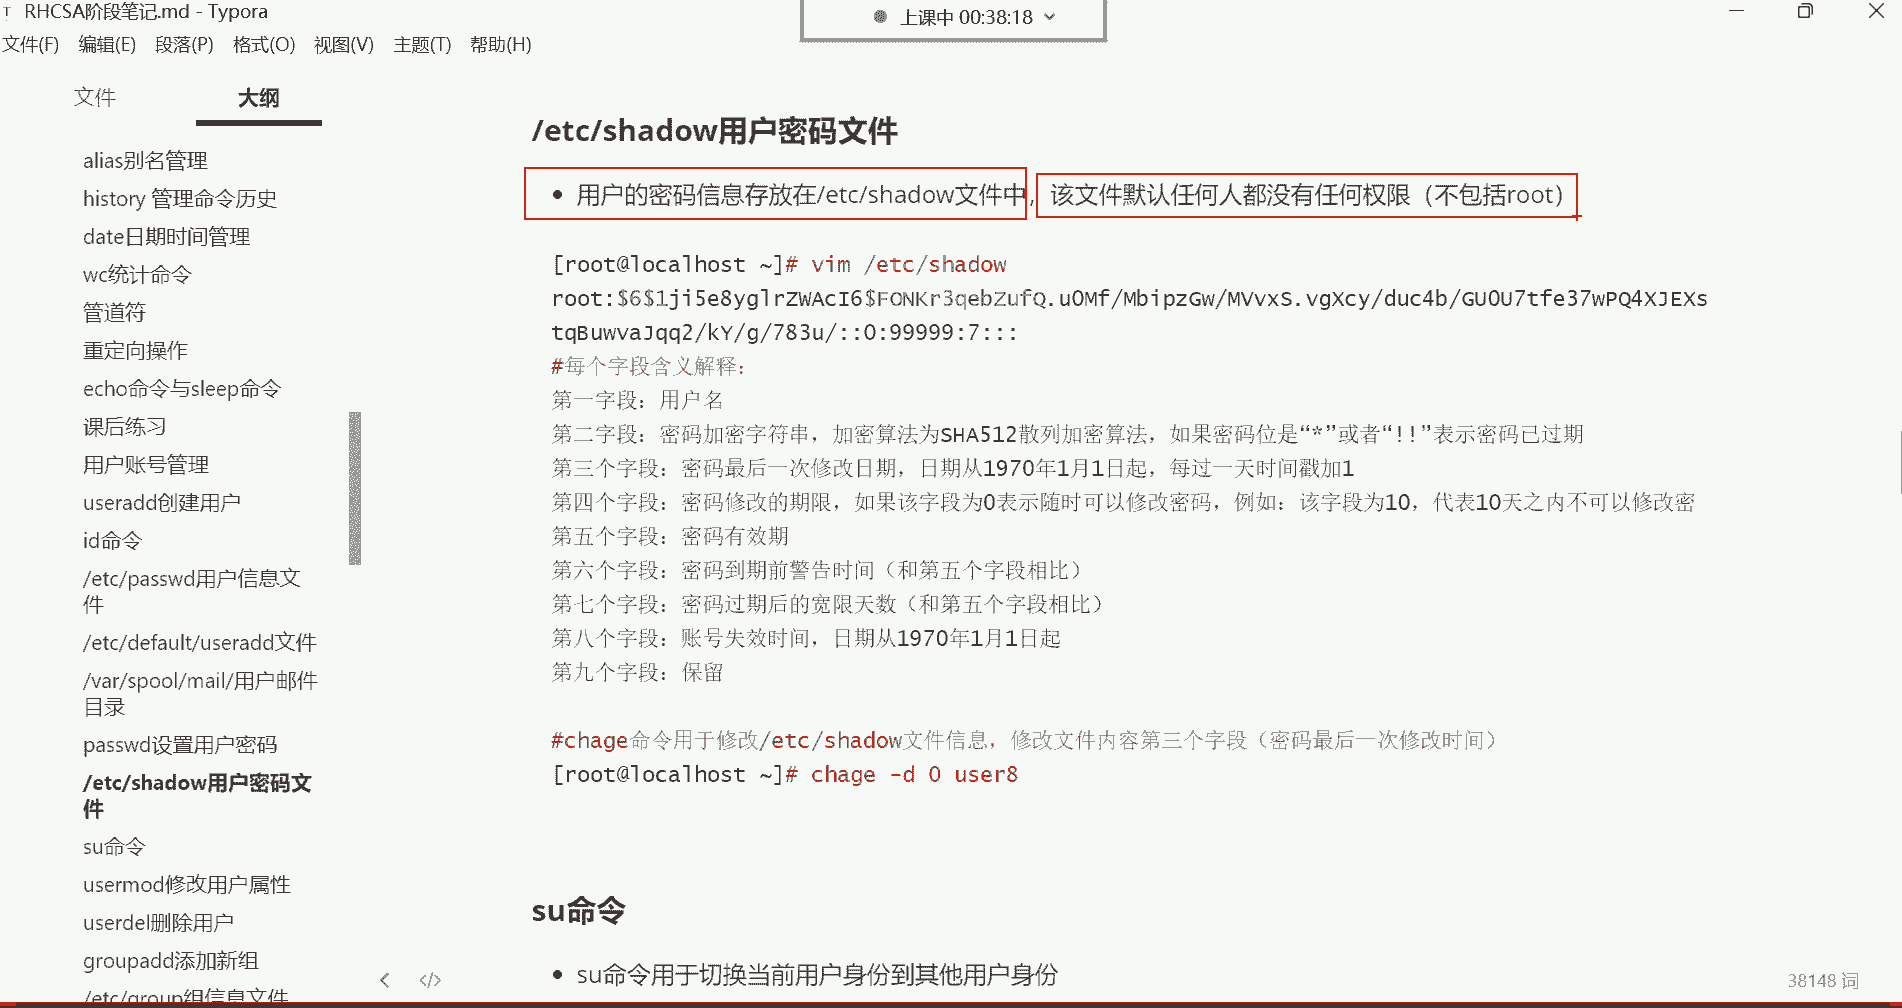 RHCSA阶段笔记.md - Typora
上课中 00:38:18
文件(F) 编辑(E) 段落(P) 格式(O) 视图(V) 主题(T) 帮助(H)
文件 大纲
alias别名管理
history 管理命令历史
date日期时间管理
wc统计命令
管道符
重定向操作
echo命令与sleep命令
课后练习
用户账号管理
useradd创建用户
id命令
/etc/passwd用户信息文
件
/etc/default/useradd文件
/var/spool/mail/用户邮件
目录
passwd设置用户密码
/etc/shadow用户密码文
件
su命令
usermod修改用户属性
userdel删除用户
groupadd添加新组
/etc/group组信息文件
/etc/shadow用户密码文件
用户的密码信息存放在/etc/shadow文件中，该文件默认任何人都没有任何权限（不包括root）
[root@localhost ~]# vim /etc/shadow
root:$6$1ji5e8yglrZWAcI6$FONKr3qebZufQ.uOMf/MbipzGw/MVvxS.vgXcy/duc4b/GUOU7tfe37wPQ4XJEXs
tqBuwvaJqq2/kY/g/783u/::0:99999:7:::
#每个字段含义解释：
第一字段：用户名
第二字段：密码加密字符串，加密算法为SHA512散列加密算法，如果密码位是“*”或者“!!”表示密码已过期
第三个字段：密码最后一次修改日期，日期从1970年1月1日起，每过一天时间戳加1
第四个字段：密码修改的期限，如果该字段为0表示随时可以修改密码，例如：该字段为10，代表10天之内不可以修改密
第五个字段：密码有效期
第六个字段：密码到期前警告时间（和第五个字段相比）
第七个字段：密码过期后的宽限天数（和第五个字段相比）
第八个字段：账号失效时间，日期从1970年1月1日起
第九个字段：保留
#chage命令用于修改/etc/shadow文件信息，修改文件内容第三个字段（密码最后一次修改时间）
[root@localhost ~]# chage -d 0 user8
su命令
su命令用于切换当前用户身份到其他用户身份
38148 词